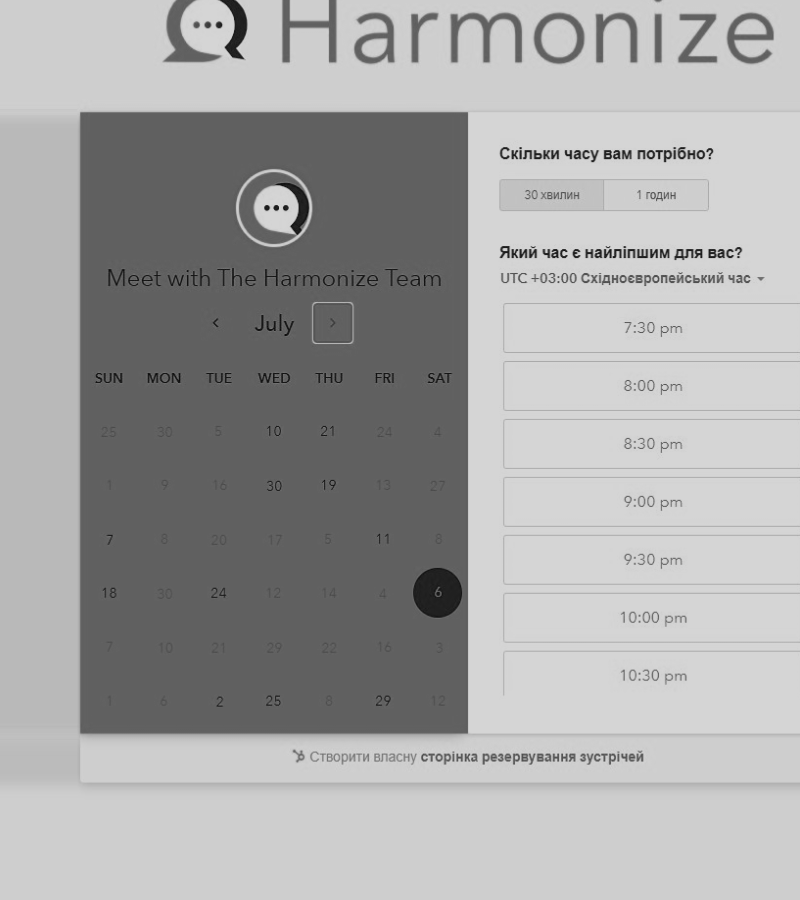 Harmonize
Meet with The Harmonize Team
July
SUN MON TUE WED THU FRI SAT
25 30 5 10 21 24 4
1 9 16 30 19 13 27
7 8 20 17 5 11 8
18 30 24 12 14 4 6
7 10 21 29 22 16 3
1 6 2 25 8 29 12
Скільки часу вам потрібно?
30 хвилин 1 годин
Який час є найліпшим для вас?
UTC +03:00 Східноєвропейський час
7:30 pm
8:00 pm
8:30 pm
9:00 pm
9:30 pm
10:00 pm
10:30 pm
Створити власну сторінка резервування зустрічей